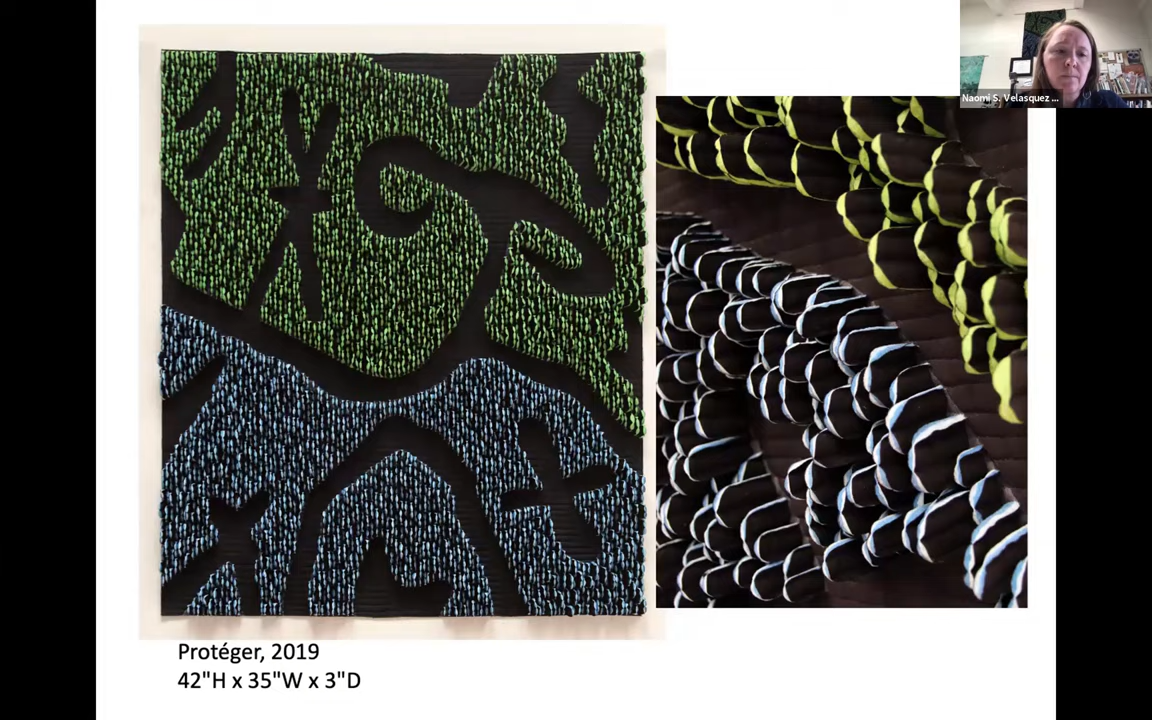 Naomi S. Velasquez ...
Protéger, 2019
42"H x 35"W x 3"D